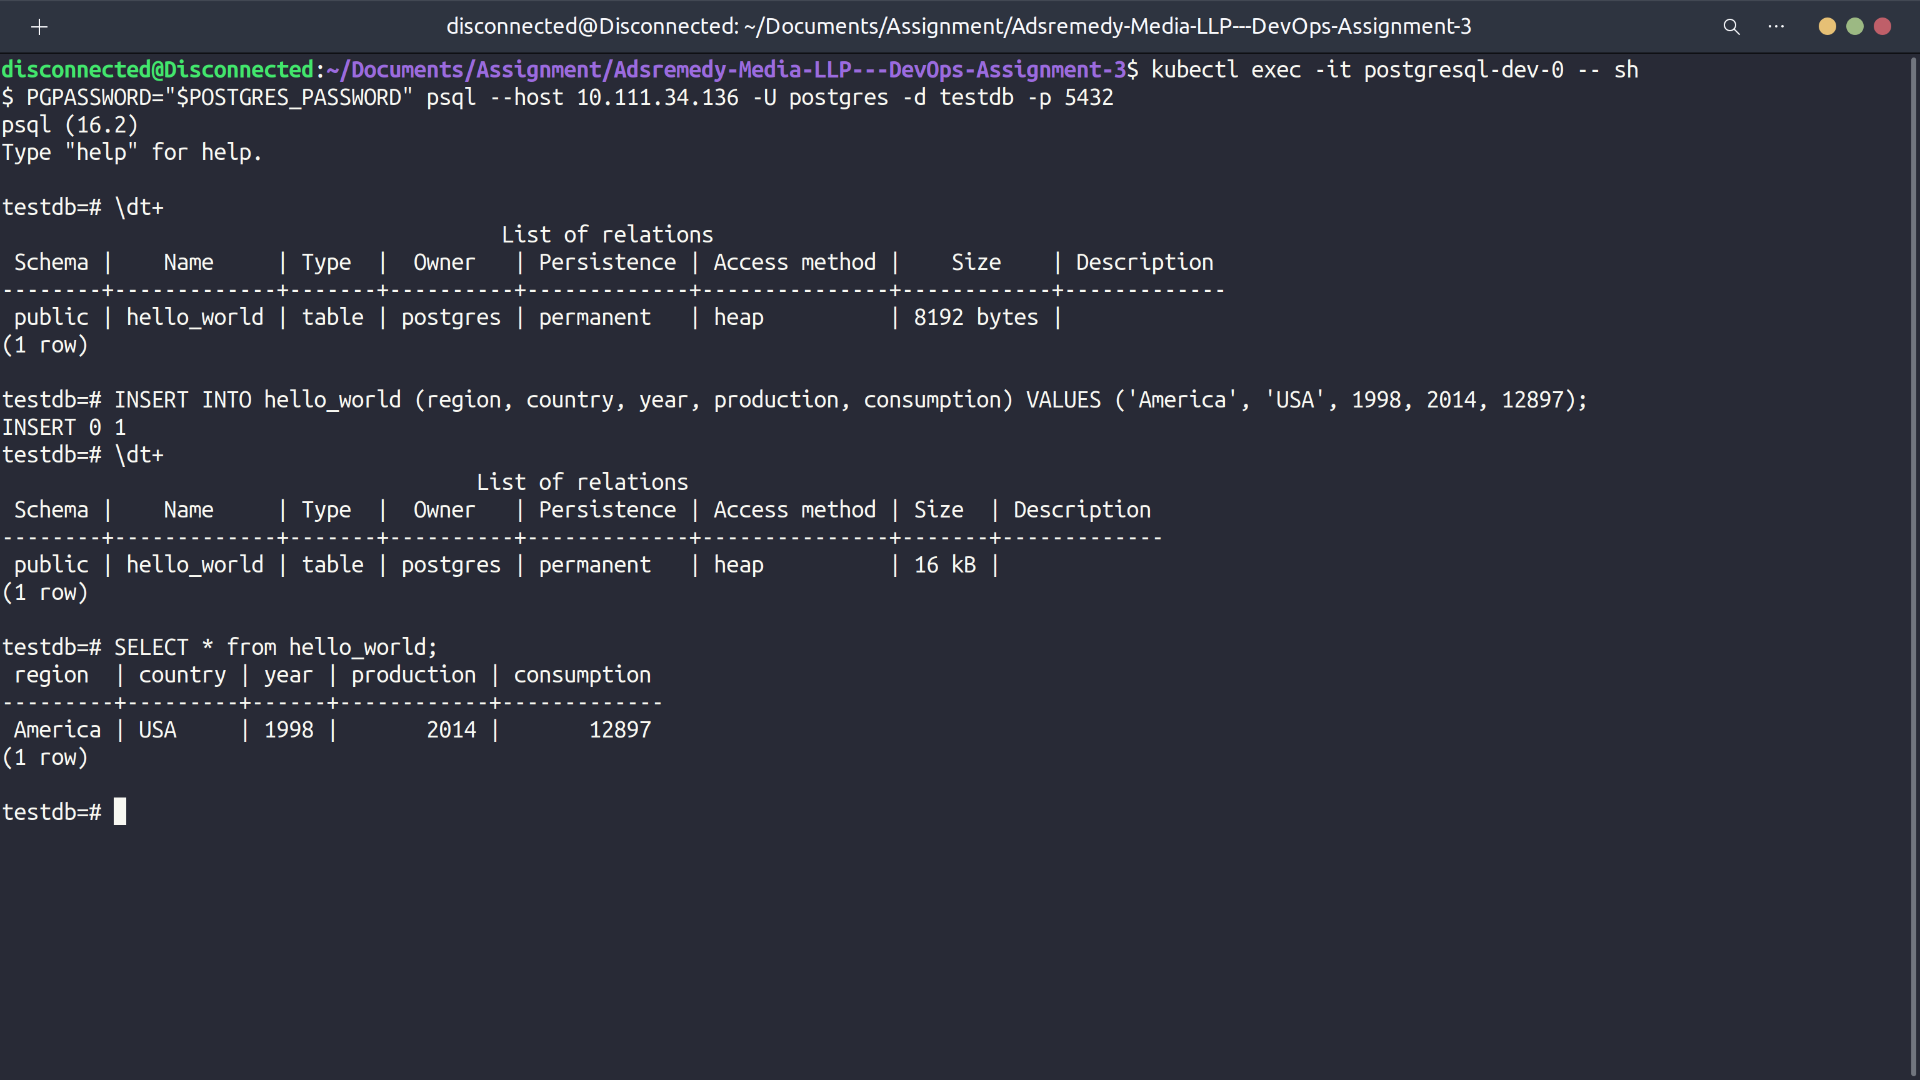 disconnected@Disconnected: ~/Documents/Assignment/Adsremedy-Media-LLP---DevOps-Assignment-3
disconnected@Disconnected:~/Documents/Assignment/Adsremedy-Media-LLP---DevOps-Assignment-3$ kubectl exec -it postgresql-dev-0 -- sh
$ PGPASSWORD="$POSTGRES_PASSWORD" psql --host 10.111.34.136 -U postgres -d testdb -p 5432
psql (16.2)
Type "help" for help.

testdb=# \dt+
                                        List of relations
 Schema |    Name     | Type  |  Owner   | Persistence | Access method |    Size    | Description
--------+-------------+-------+----------+-------------+---------------+------------+-------------
 public | hello_world | table | postgres | permanent   | heap          | 8192 bytes |
(1 row)

testdb=# INSERT INTO hello_world (region, country, year, production, consumption) VALUES ('America', 'USA', 1998, 2014, 12897);
INSERT 0 1
testdb=# \dt+
                                      List of relations
 Schema |    Name     | Type  |  Owner   | Persistence | Access method | Size  | Description
--------+-------------+-------+----------+-------------+---------------+-------+-------------
 public | hello_world | table | postgres | permanent   | heap          | 16 kB |
(1 row)

testdb=# SELECT * from hello_world;
 region  | country | year | production | consumption
---------+---------+------+------------+-------------
 America | USA     | 1998 |       2014 |       12897
(1 row)

testdb=#